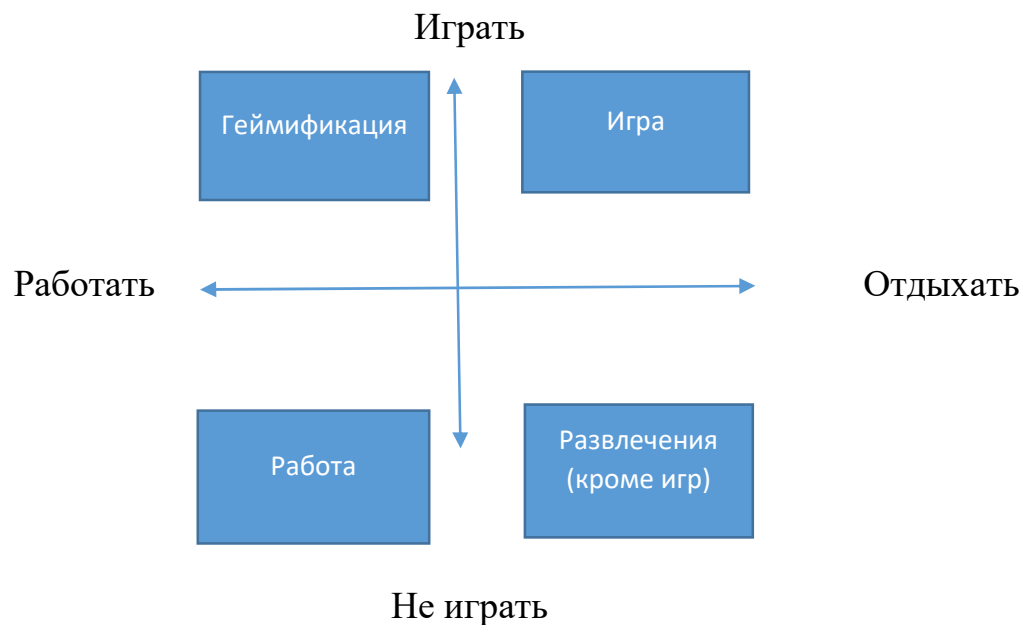 Играть
Геймификация
Игра
Работать
Отдыхать
Работа
Развлечения
(кроме игр)
Не играть